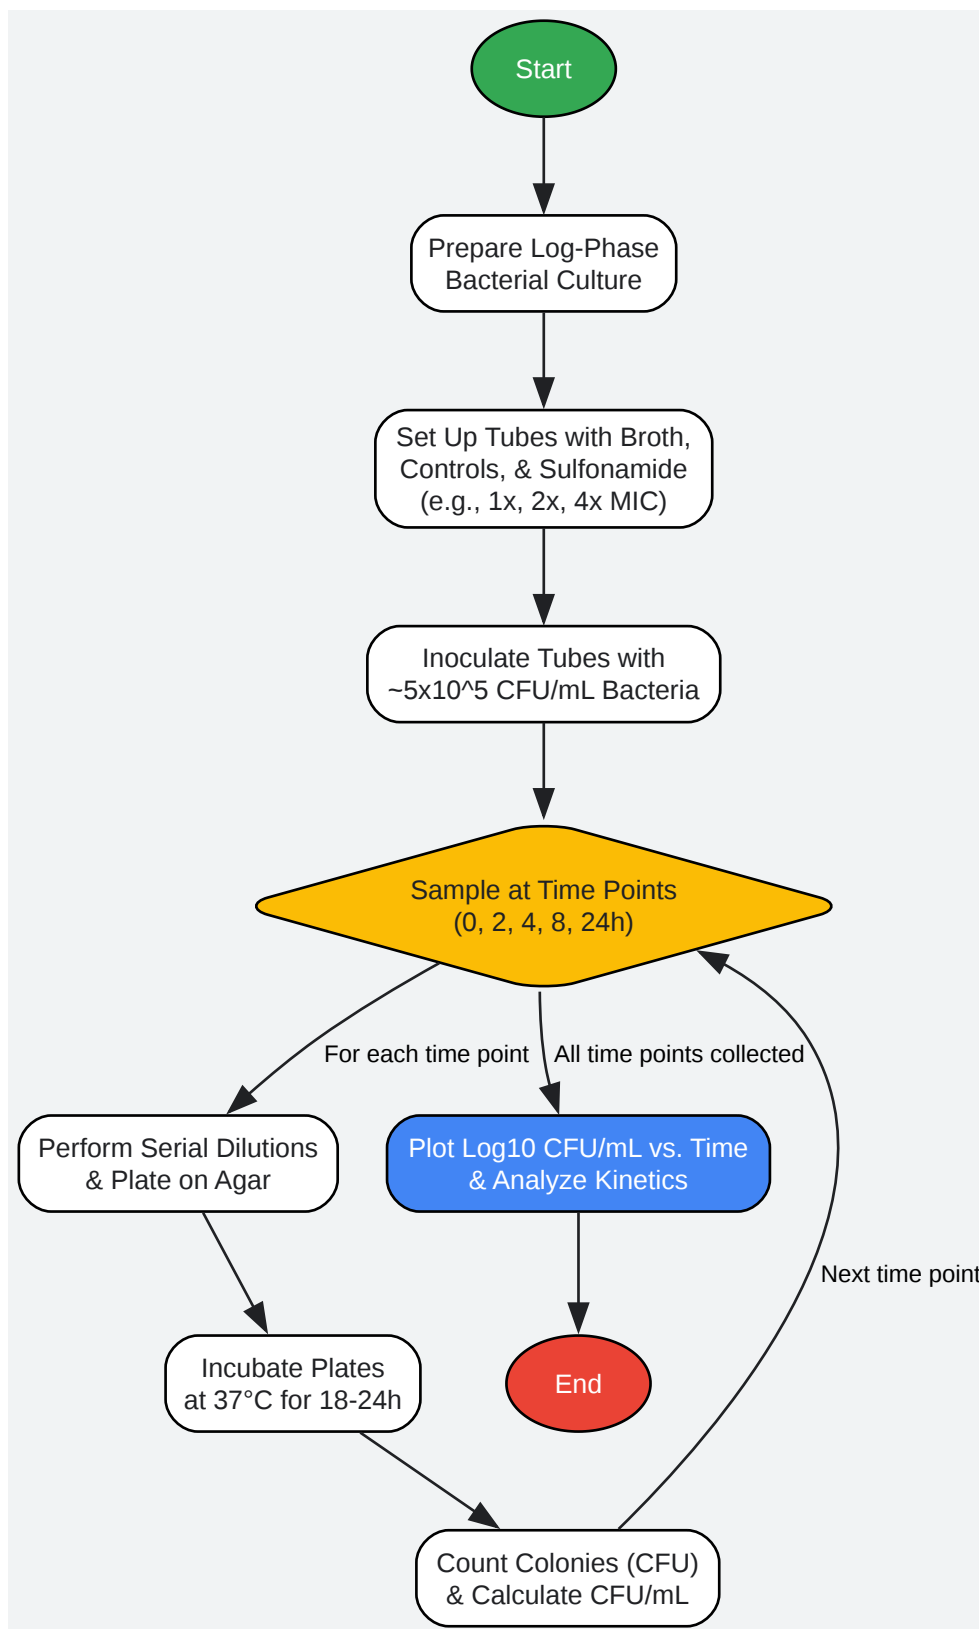 Start
Prepare Log-Phase
Bacterial Culture
Set Up Tubes with Broth,
Controls, & Sulfonamide
(e.g., 1x, 2x, 4x MIC)
Inoculate Tubes with
~5x10^5 CFU/mL Bacteria
Sample at Time Points
(0, 2, 4, 8, 24h)
For each time point
All time points collected
Perform Serial Dilutions
& Plate on Agar
Plot Log10 CFU/mL vs. Time
& Analyze Kinetics
Next time point
Incubate Plates
at 37°C for 18-24h
End
Count Colonies (CFU)
& Calculate CFU/mL